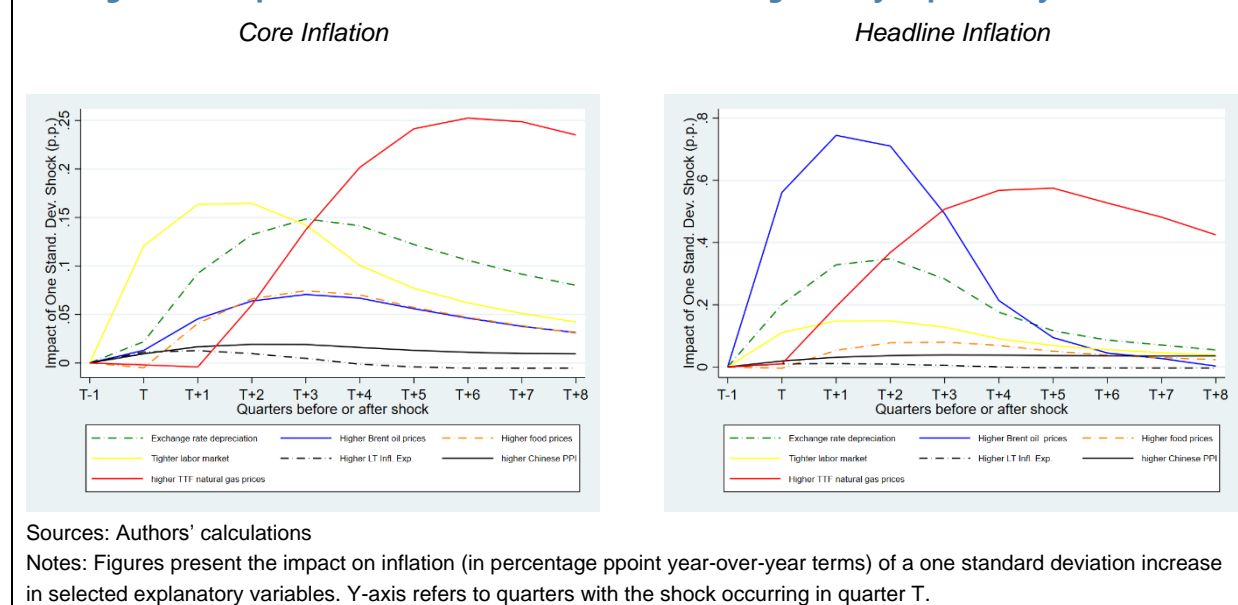 Core Inflation
Headline Inflation
Impact of One Stand. Dev. Shock (p.p.)
.25
.2
.15
.1
.05
0
T-1 T T+1 T+2 T+3 T+4 T+5 T+6 T+7 T+8
Quarters before or after shock
Exchange rate depreciation Higher Brent oil prices Higher food prices
Tighter labor market Higher LT Infl. Exp. higher Chinese PPI
higher TTF natural gas prices
Impact of One Stand. Dev. Shock (p.p.)
.8
.6
.4
.2
0
T-1 T T+1 T+2 T+3 T+4 T+5 T+6 T+7 T+8
Quarters before or after shock
Exchange rate depreciation Higher Brent oil prices Higher food prices
Tighter labor market Higher LT Infl. Exp. higher Chinese PPI
Higher TTF natural gas prices
Sources: Authors' calculations
Notes: Figures present the impact on inflation (in percentage ppoint year-over-year terms) of a one standard deviation increase
in selected explanatory variables. Y-axis refers to quarters with the shock occurring in quarter T.